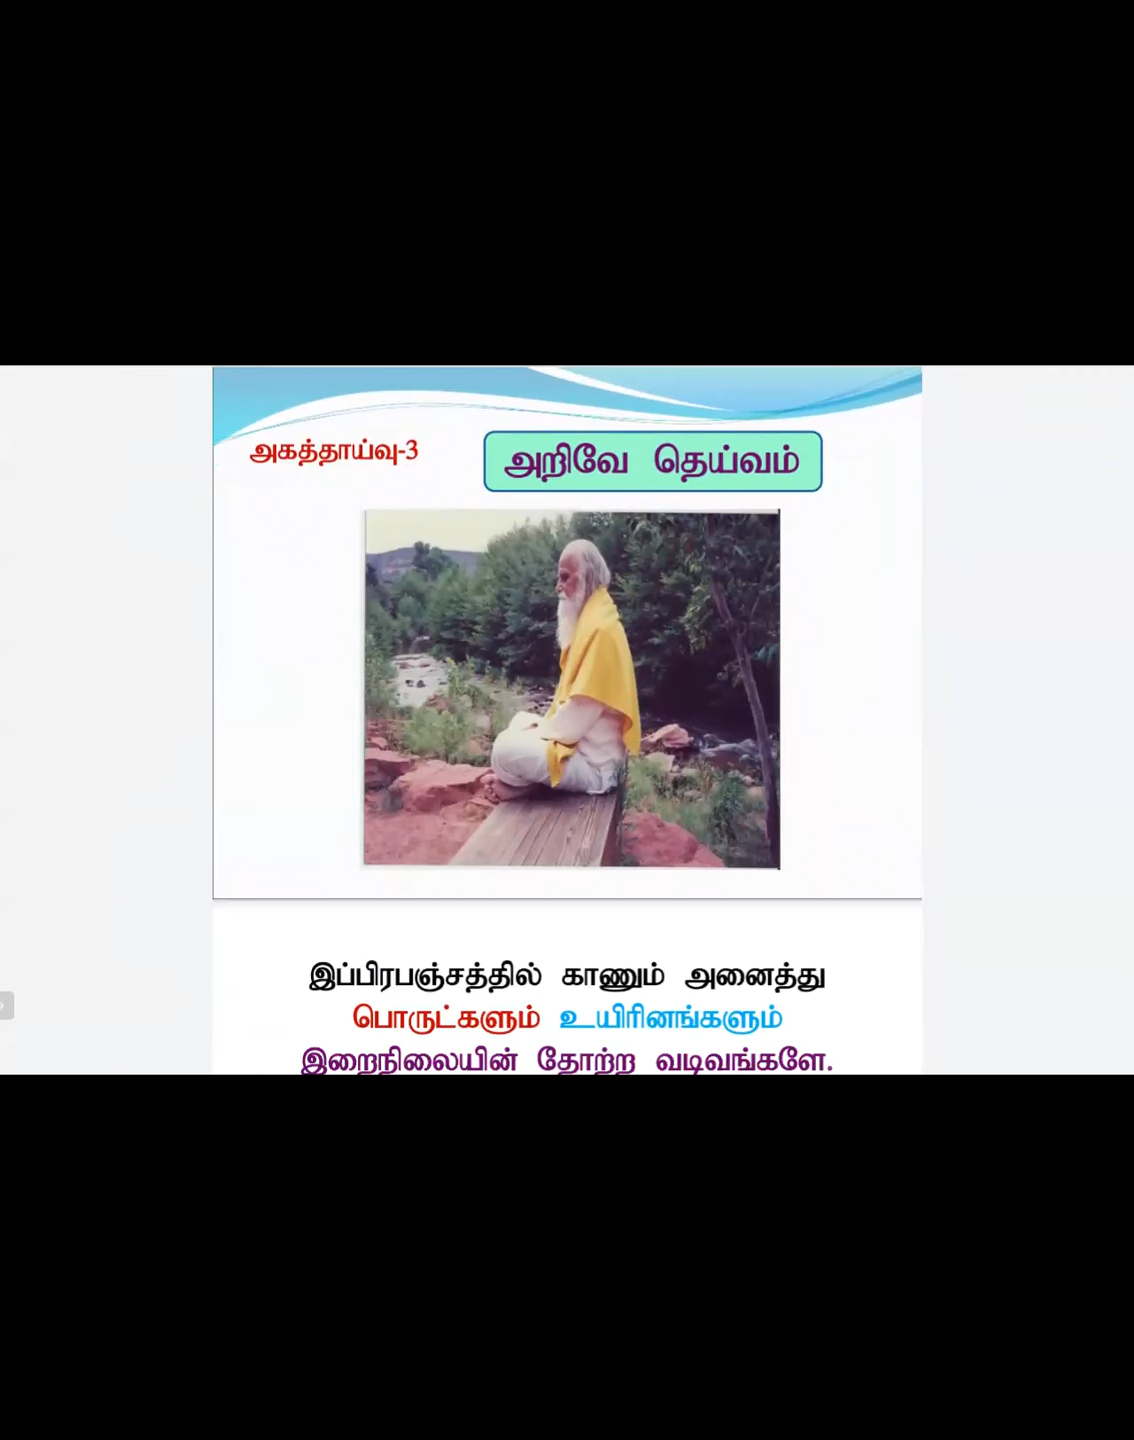 அகத்தாய்வு-3
அறிவே தெய்வம்
இப்பிரபஞ்சத்தில் காணும் அனைத்து
பொருட்களும் உயிரினங்களும்
இறைநிலையின் தோற்ற வடிவங்களே.